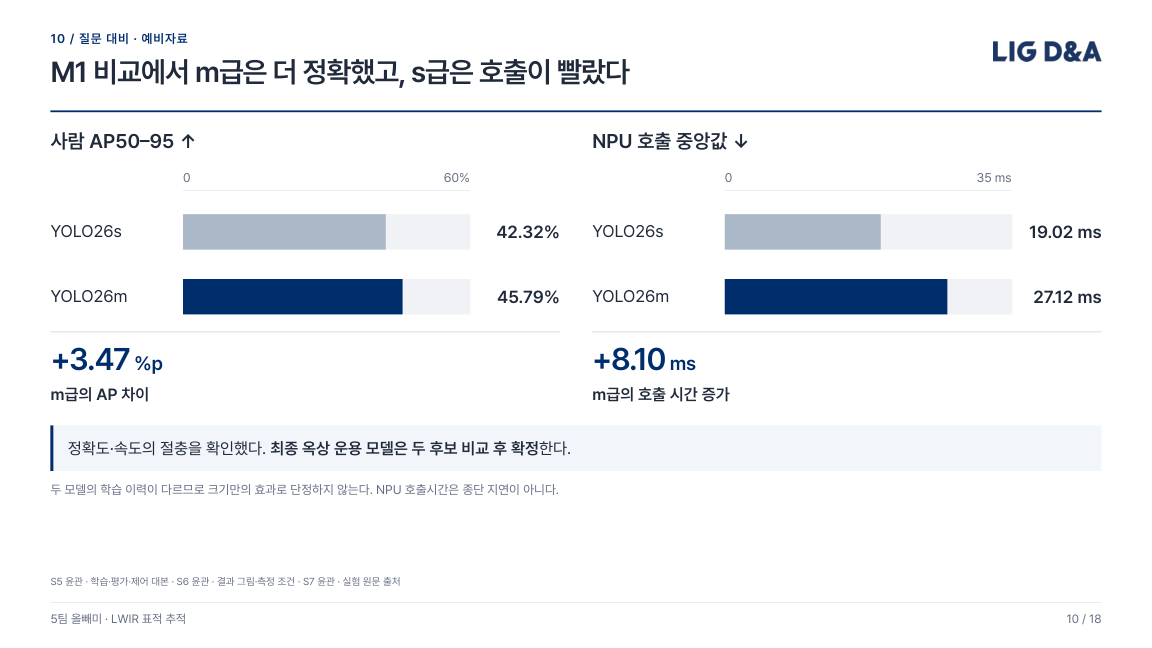 10 / 질문 대비 · 예비자료
M1 비교에서 m급은 더 정확했고, s급은 호출이 빨랐다
LIG D&A
사람 AP50–95 ↑
0 60%
YOLO26s 42.32%
YOLO26m 45.79%
+3.47 %p
m급의 AP 차이
NPU 호출 중앙값 ↓
0 35 ms
YOLO26s 19.02 ms
YOLO26m 27.12 ms
+8.10 ms
m급의 호출 시간 증가
정확도·속도의 절충을 확인했다. 최종 옥상 운용 모델은 두 후보 비교 후 확정한다.
두 모델의 학습 이력이 다르므로 크기만의 효과로 단정하지 않는다. NPU 호출시간은 종단 지연이 아니다.
S5 윤관 · 학습·평가·제어 대본 · S6 윤관 · 결과 그림·측정 조건 · S7 윤관 · 실험 원문 출처
5팀 올빼미 · LWIR 표적 추적
10 / 18